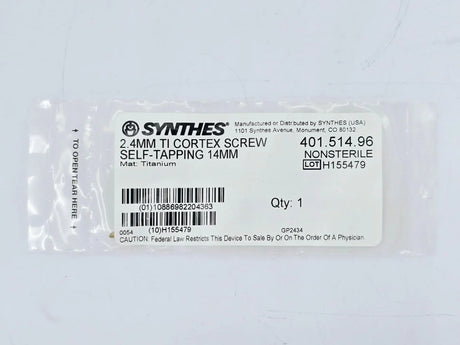 SYNTHES®
Manufactured or Distributed by SYNTHES (USA)
1101 Synthes Avenue, Monument, CO 80132
2.4MM TI CORTEX SCREW
SELF-TAPPING 14MM
Mat: Titanium
401.514.96
NONSTERILE
LOT H155479
(01)10886982204363
Qty: 1
0054
(10)H155479
GP2434
CAUTION: Federal Law Restricts This Device To Sale By Or On The Order Of A Physician
↑ TO OPEN TEAR HERE ↑